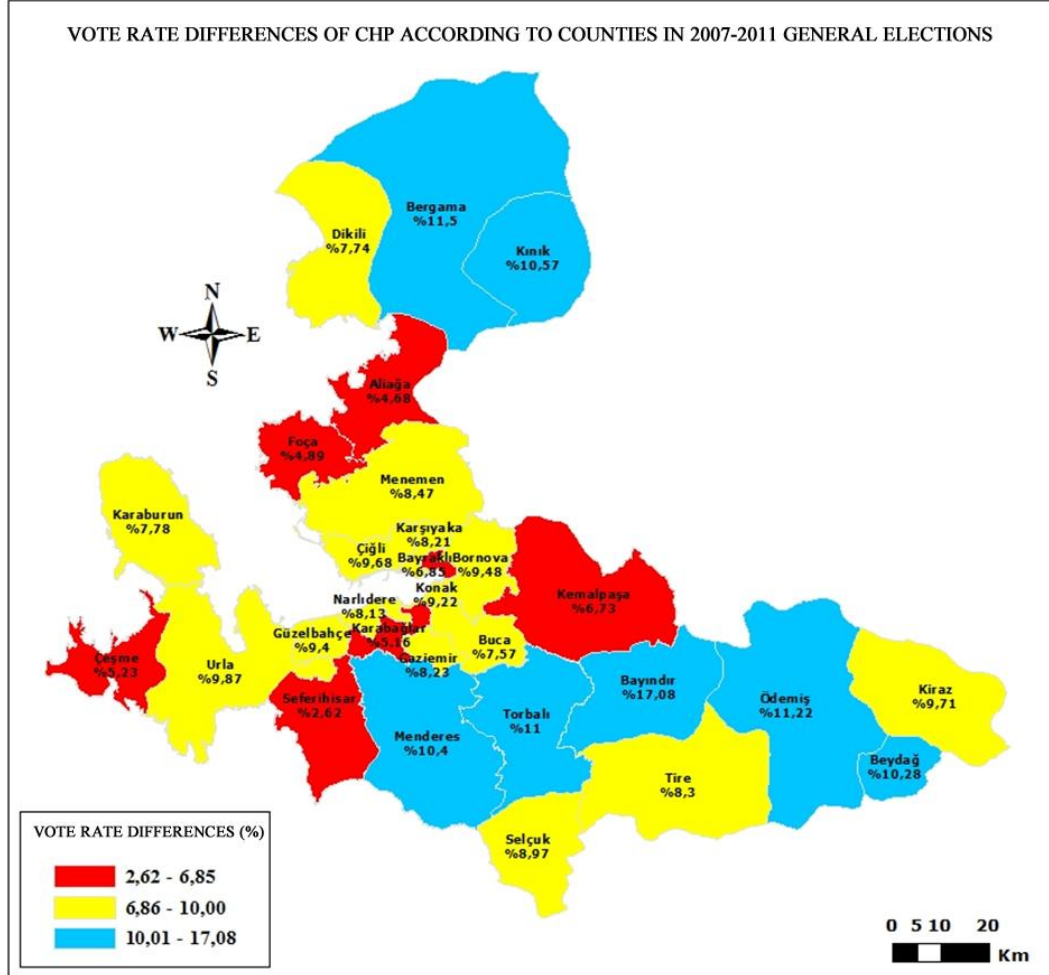 VOTE RATE DIFFERENCES OF CHP ACCORDING TO COUNTIES IN 2007-2011 GENERAL ELECTIONS
Bergama
%11,5
Dikili
%7,74
Kınık
%10,57
N
W
E
S
Aliağa
%4,68
Foça
%4,89
Menemen
%8,47
Karaburun
%7,78
Karşıyaka
%8,21
Çiğli
%9,68
Bayraklı
%6,85
Bornova
%9,48
Konak
%9,22
Kemalpaşa
%6,73
Narlıdere
%8,13
Karabağlar
%5,16
Güzelbahçe
%9,4
Buca
%7,57
Gaziemir
%8,23
Çeşme
%5,23
Urla
%9,87
Seferihisar
%2,62
Menderes
%10,4
Torbalı
%11
Bayındır
%17,08
Ödemiş
%11,22
Kiraz
%9,71
Beydağ
%10,28
Tire
%8,3
Selçuk
%8,97
VOTE RATE DIFFERENCES (%)
2,62 - 6,85
6,86 - 10,00
10,01 - 17,08
0 5 10 20
Km